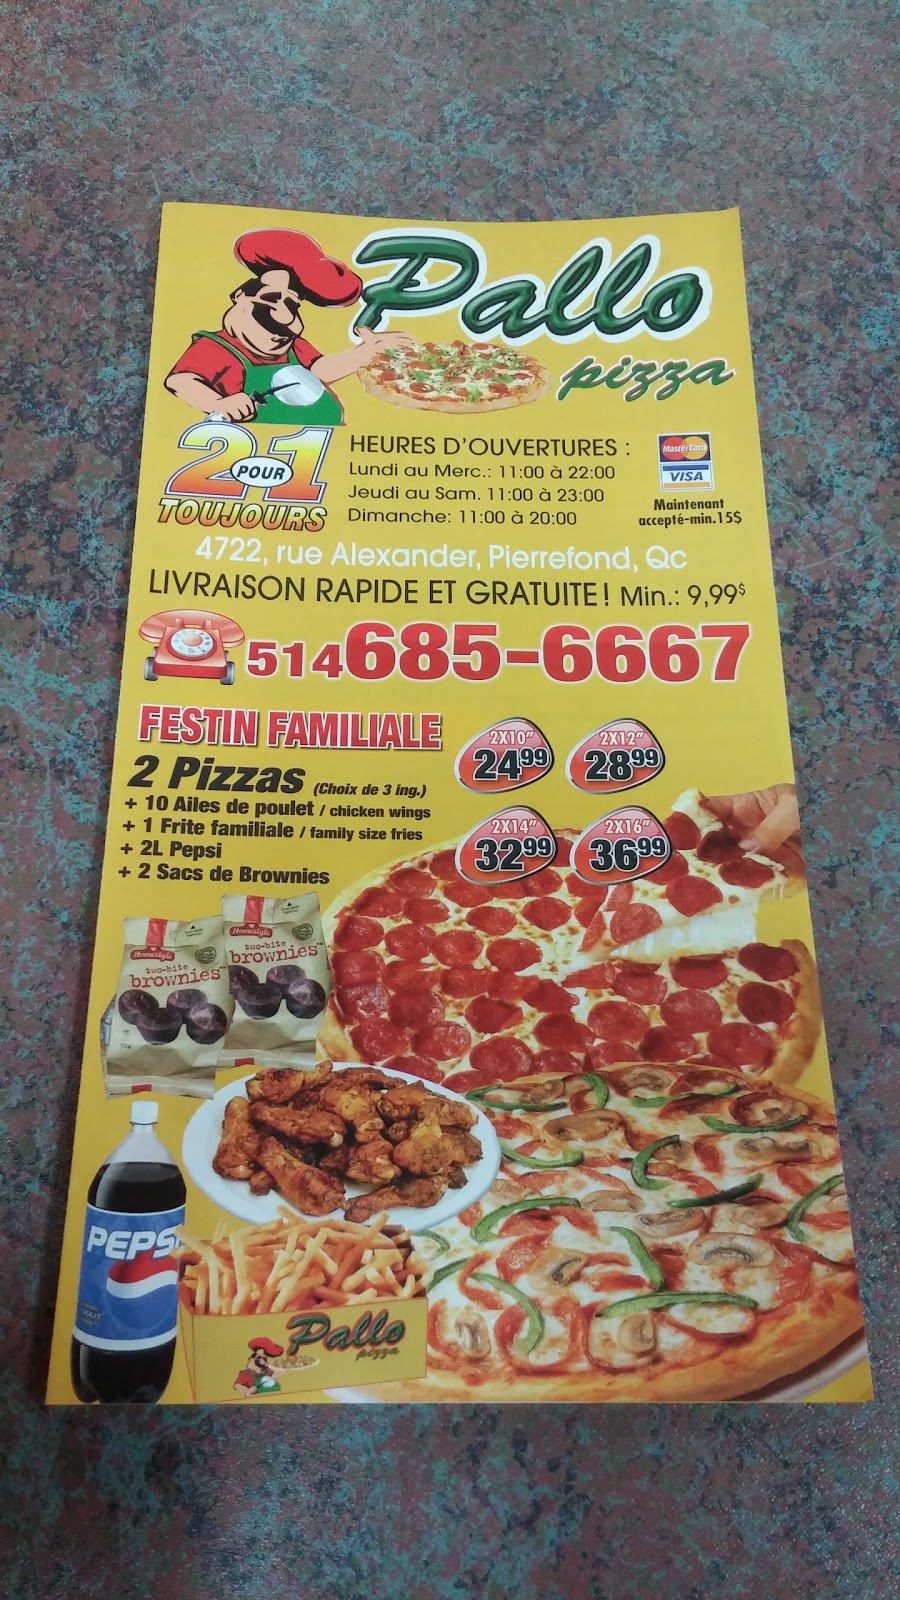 Pallo
pizza
2 POUR 1
TOUJOURS
HEURES D'OUVERTURES :
Lundi au Merc.: 11:00 à 22:00
Jeudi au Sam. 11:00 à 23:00
Dimanche: 11:00 à 20:00
MasterCard
VISA
Maintenant
accepté-min.15$
4722, rue Alexander, Pierrefond, Qc
LIVRAISON RAPIDE ET GRATUITE! Min.: 9,99$
514 685-6667
FESTIN FAMILIALE
2 Pizzas (Choix de 3 ing.)
+ 10 Ailes de poulet / chicken wings
+ 1 Frite familiale / family size fries
+ 2L Pepsi
+ 2 Sacs de Brownies
2X10"
24.99
2X12"
28.99
2X14"
32.99
2X16"
36.99
Homestyle
two-bite
brownies
Homestyle
two-bite
brownies
PEPSI
Pallo
pizza